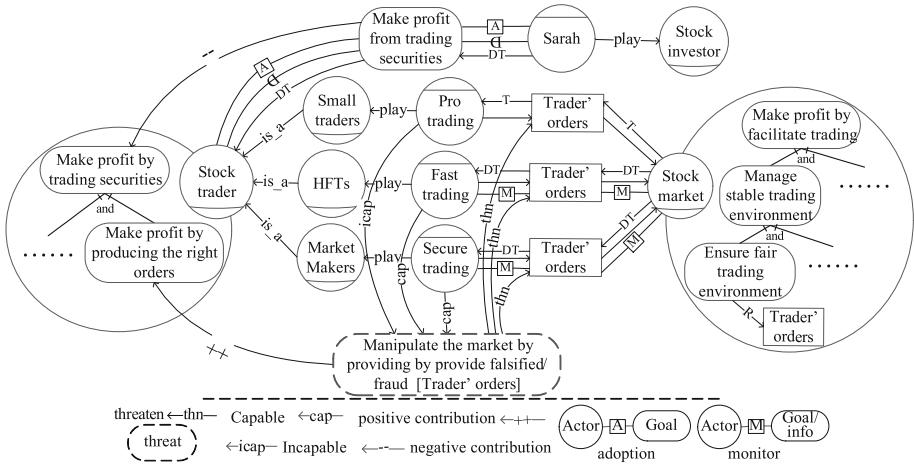 Make profit
from trading
securities
A
D
DT
Sarah
play
Stock
investor
--
A
D
DT
Small
traders
play
Pro
trading
T
Trader'
orders
T
Make profit by
facilitate trading
and
is_a
Make profit by
trading securities
and
Stock
trader
is_a
HFTs
play
Fast
trading
DT
M
Trader'
orders
DT
M
Stock
market
Manage
stable trading
environment
......
and
Make profit by
producing the right
orders
......
is_a
Market
Makers
play
icap
cap
Secure
trading
DT
M
thn
thn
Trader'
orders
DT
M
Ensure fair
trading
environment
......
R
Trader'
orders
cap
thn
++
Manipulate the market by
providing by provide falsified/
fraud [Trader' orders]
threaten thn Capable cap positive contribution ++
threat
icap Incapable -- negative contribution
Actor A Goal
adoption
Actor M Goal/
info
monitor